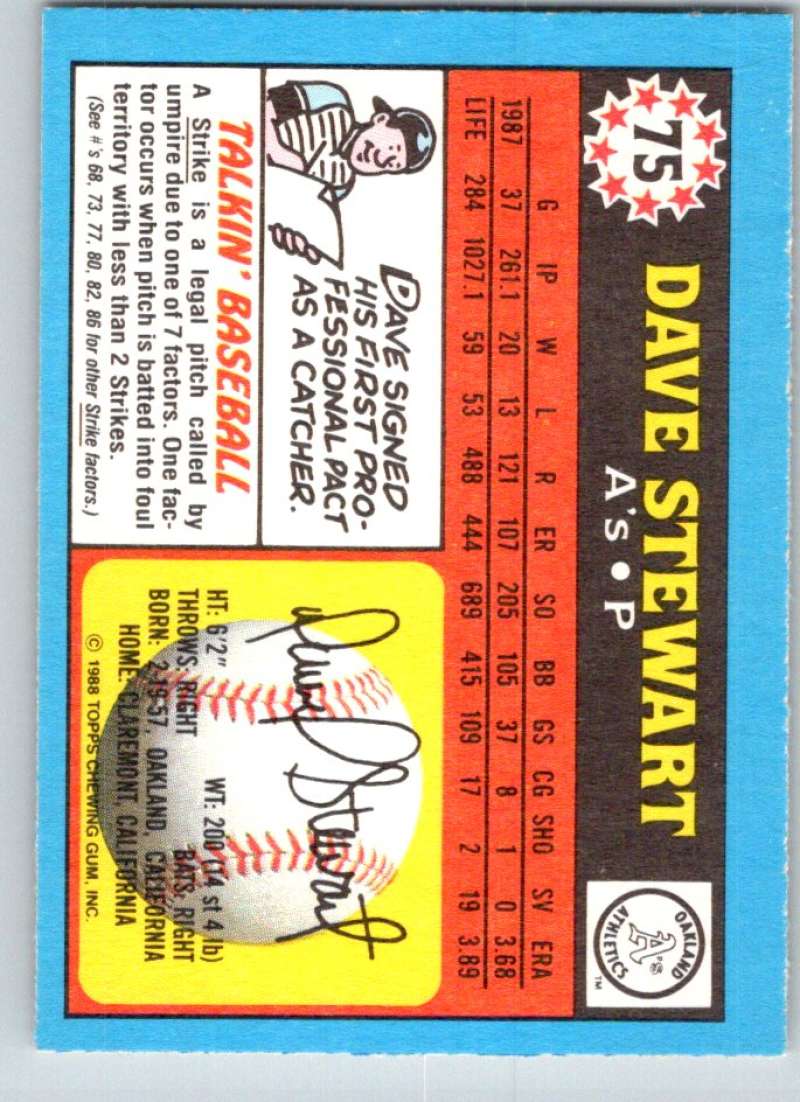 75
DAVE STEWART
A's • P
OAKLAND
A's
ATHLETICS
™
G IP W L R ER SO BB GS CG SHO SV ERA
1987 37 261.1 20 13 121 107 205 105 37 8 1 0 3.68
LIFE 284 1027.1 59 53 488 444 689 415 109 17 2 19 3.89
DAVE SIGNED
HIS FIRST PRO-
FESSIONAL PACT
AS A CATCHER.
TALKIN' BASEBALL
A Strike is a legal pitch called by
umpire due to one of 7 factors. One fac-
tor occurs when pitch is batted into foul
territory with less than 2 Strikes.
(See #'s 68, 73, 77, 80, 82, 86 for other Strike factors.)
Stewart
HT: 6'2" WT: 200 (14 st 4 lb)
THROWS: RIGHT BATS: RIGHT
BORN: 2-19-57, OAKLAND, CALIFORNIA
HOME: CLAREMONT, CALIFORNIA
© 1988 TOPPS CHEWING GUM, INC.